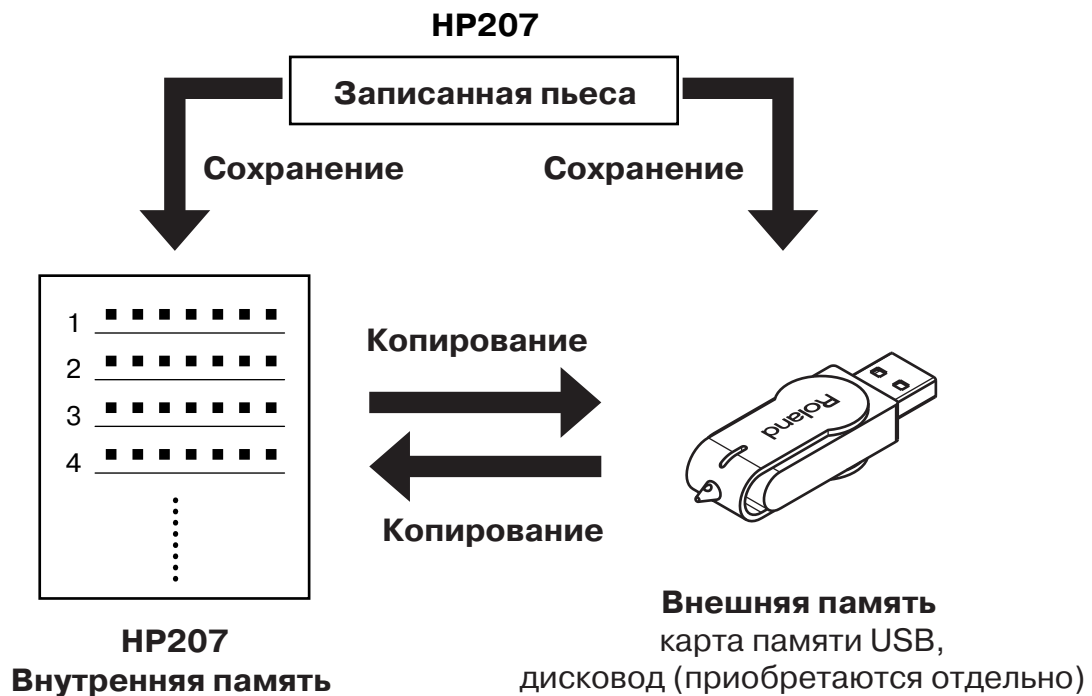 HP207
Записанная пьеса
Сохранение
Сохранение
1
2
3
4
Копирование
Копирование
Roland
HP207
Внутренняя память
Внешняя память
карта памяти USB,
дисковод (приобретаются отдельно)